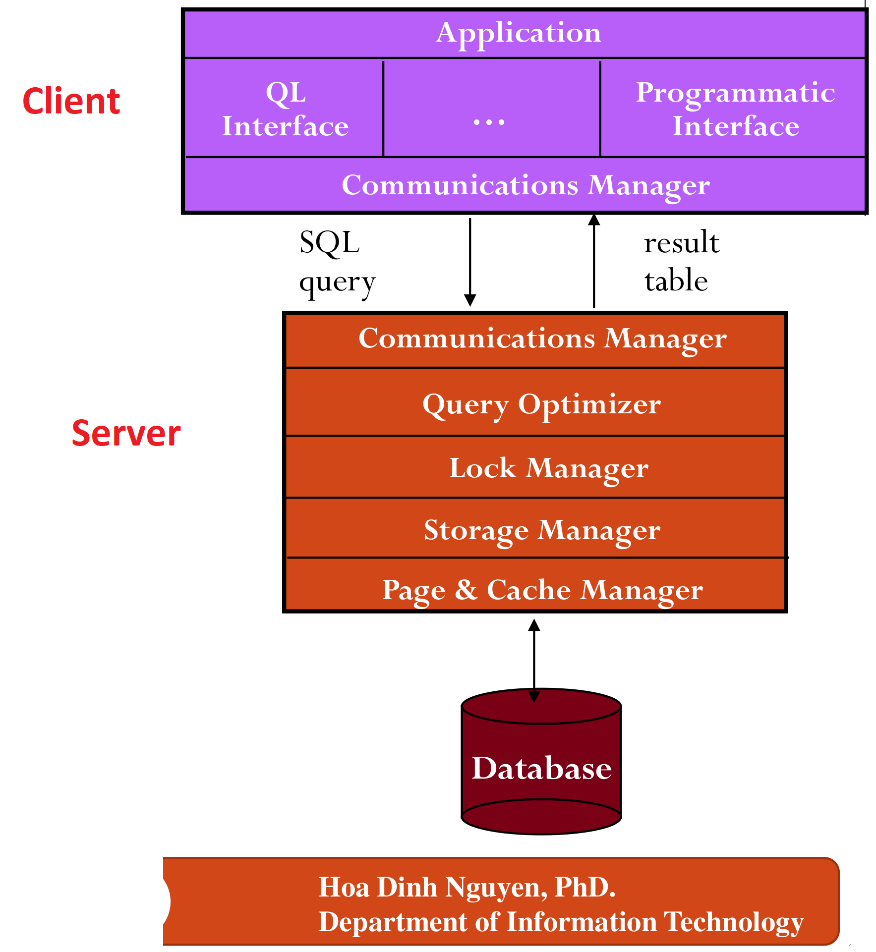 Application
Client
QL
Interface
...
Programmatic
Interface
Communications Manager
SQL
query
result
table
Communications Manager
Query Optimizer
Server
Lock Manager
Storage Manager
Page & Cache Manager
Database
Hoa Dinh Nguyen, PhD.
Department of Information Technology